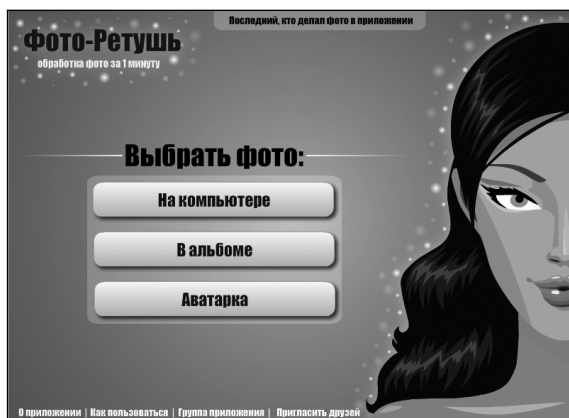 Последний, кто делал фото в приложении
Фото-Ретушь
обработка фото за 1 минуту
Выбрать фото:
На компьютере
В альбоме
Аватарка
О приложении | Как пользоваться | Группа приложения | Пригласить друзей